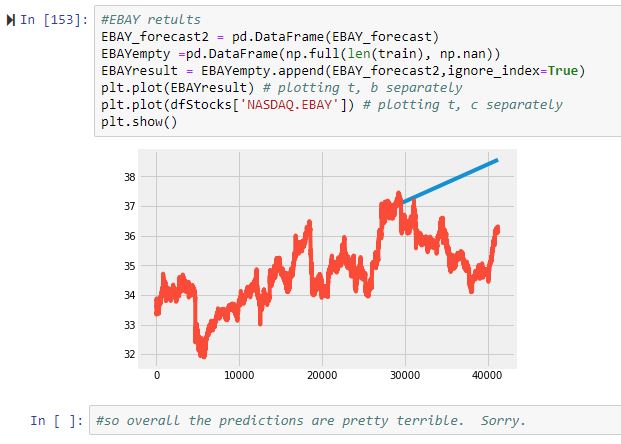 In [153]:
#EBAY retults
EBAY_forecast2 = pd.DataFrame(EBAY_forecast)
EBAYempty =pd.DataFrame(np.full(len(train), np.nan))
EBAYresult = EBAYempty.append(EBAY_forecast2,ignore_index=True)
plt.plot(EBAYresult) # plotting t, b separately
plt.plot(dfStocks['NASDAQ.EBAY']) # plotting t, c separately
plt.show()
38
37
36
35
34
33
32
0 10000 20000 30000 40000
In [ ]:
#so overall the predictions are pretty terrible.  Sorry.